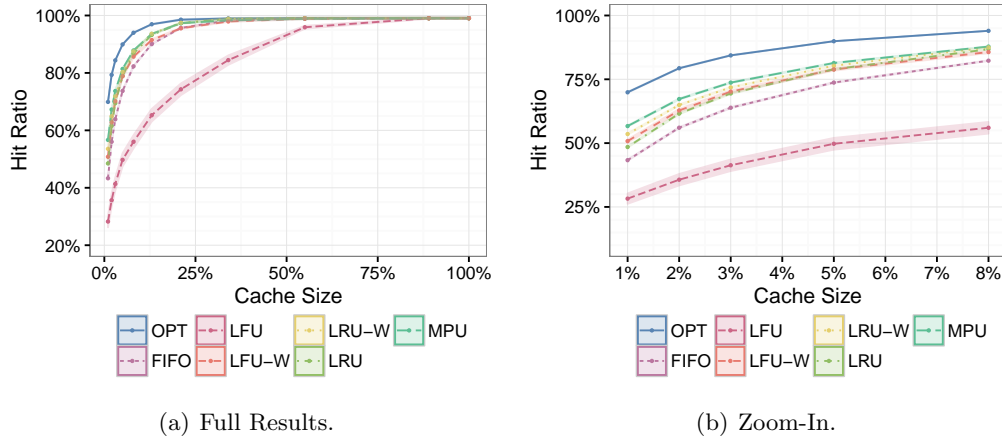 100%
80%
60%
40%
20%
Hit Ratio
0% 25% 50% 75% 100%
Cache Size
OPT LFU LRU-W MPU
FIFO LFU-W LRU
(a) Full Results.
100%
75%
50%
25%
Hit Ratio
1% 2% 3% 4% 5% 6% 7% 8%
Cache Size
OPT LFU LRU-W MPU
FIFO LFU-W LRU
(b) Zoom-In.